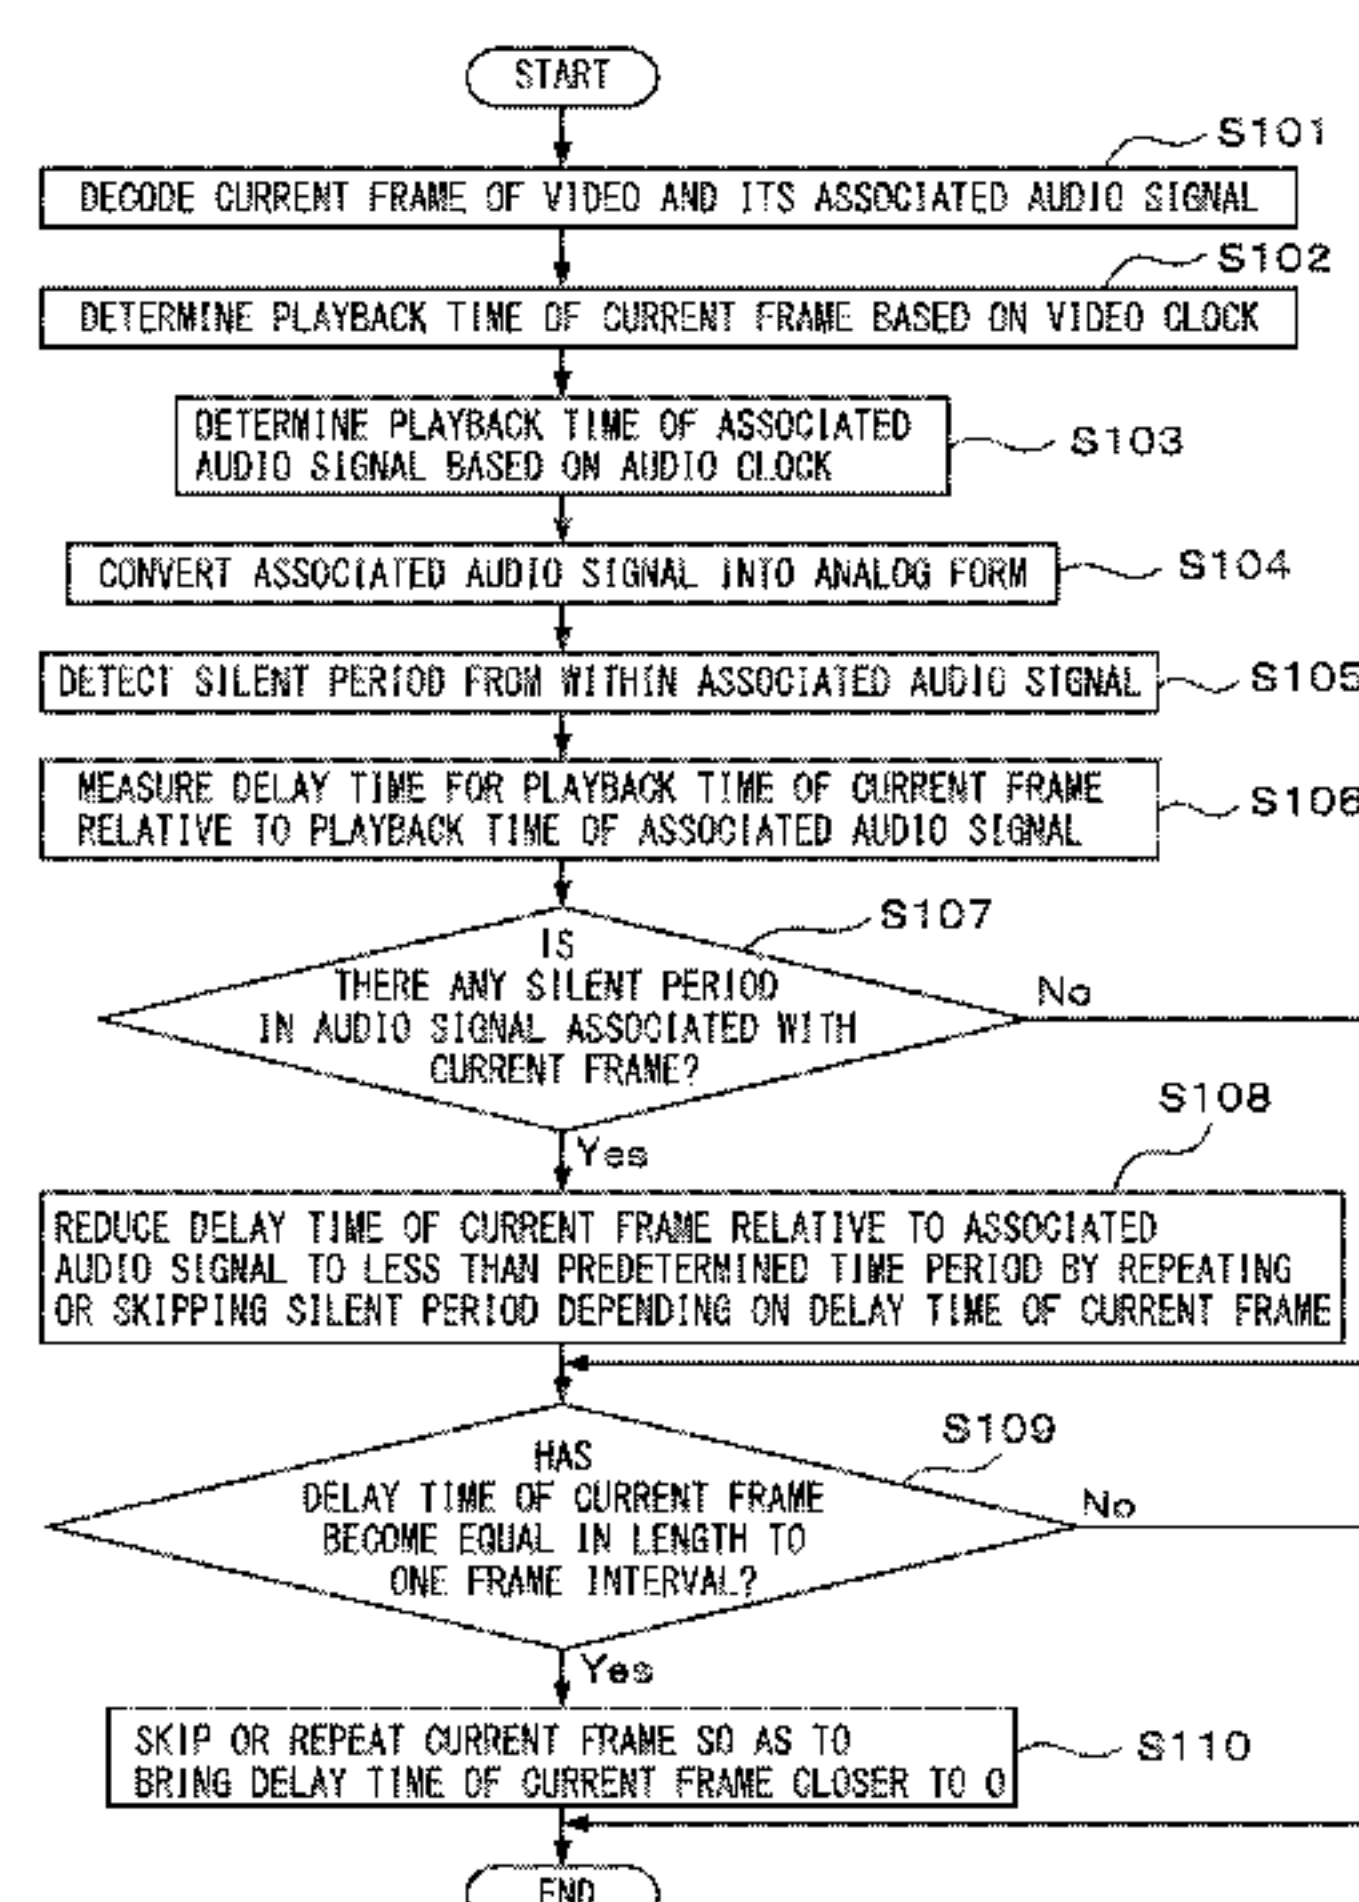 START
S101
DECODE CURRENT FRAME OF VIDEO AND ITS ASSOCIATED AUDIO SIGNAL
S102
DETERMINE PLAYBACK TIME OF CURRENT FRAME BASED ON VIDEO CLOCK
DETERMINE PLAYBACK TIME OF ASSOCIATED
AUDIO SIGNAL BASED ON AUDIO CLOCK
S103
CONVERT ASSOCIATED AUDIO SIGNAL INTO ANALOG FORM
S104
DETECT SILENT PERIOD FROM WITHIN ASSOCIATED AUDIO SIGNAL
S105
MEASURE DELAY TIME FOR PLAYBACK TIME OF CURRENT FRAME
RELATIVE TO PLAYBACK TIME OF ASSOCIATED AUDIO SIGNAL
S106
S107
IS
THERE ANY SILENT PERIOD
IN AUDIO SIGNAL ASSOCIATED WITH
CURRENT FRAME?
No
Yes
S108
REDUCE DELAY TIME OF CURRENT FRAME RELATIVE TO ASSOCIATED
AUDIO SIGNAL TO LESS THAN PREDETERMINED TIME PERIOD BY REPEATING
OR SKIPPING SILENT PERIOD DEPENDING ON DELAY TIME OF CURRENT FRAME
S109
HAS
DELAY TIME OF CURRENT FRAME
BECOME EQUAL IN LENGTH TO
ONE FRAME INTERVAL?
No
Yes
SKIP OR REPEAT CURRENT FRAME SO AS TO
BRING DELAY TIME OF CURRENT FRAME CLOSER TO 0
S110
END